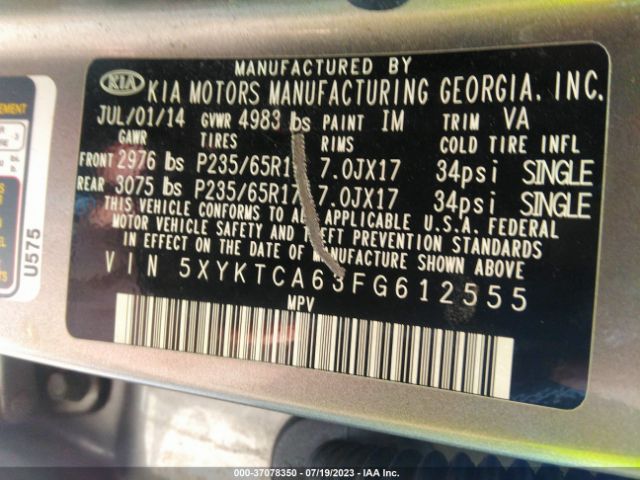 MANUFACTURED BY
KIA KIA MOTORS MANUFACTURING GEORGIA. INC.
JUL/01/14 GVWR 4983 lbs PAINT IM TRIM VA
GAWR TIRES RIMS COLD TIRE INFL
FRONT 2976 lbs P235/65R17 7.0JX17 34psi SINGLE
REAR 3075 lbs P235/65R17 7.0JX17 34psi SINGLE
THIS VEHICLE CONFORMS TO ALL APPLICABLE U.S.A. FEDERAL
MOTOR VEHICLE SAFETY AND THEFT PREVENTION STANDARDS
IN EFFECT ON THE DATE OF MANUFACTURE SHOWN ABOVE
VIN 5XYKTCA63FG612555
MPV
U575
000-37078350 - 07/19/2023 - IAA Inc.